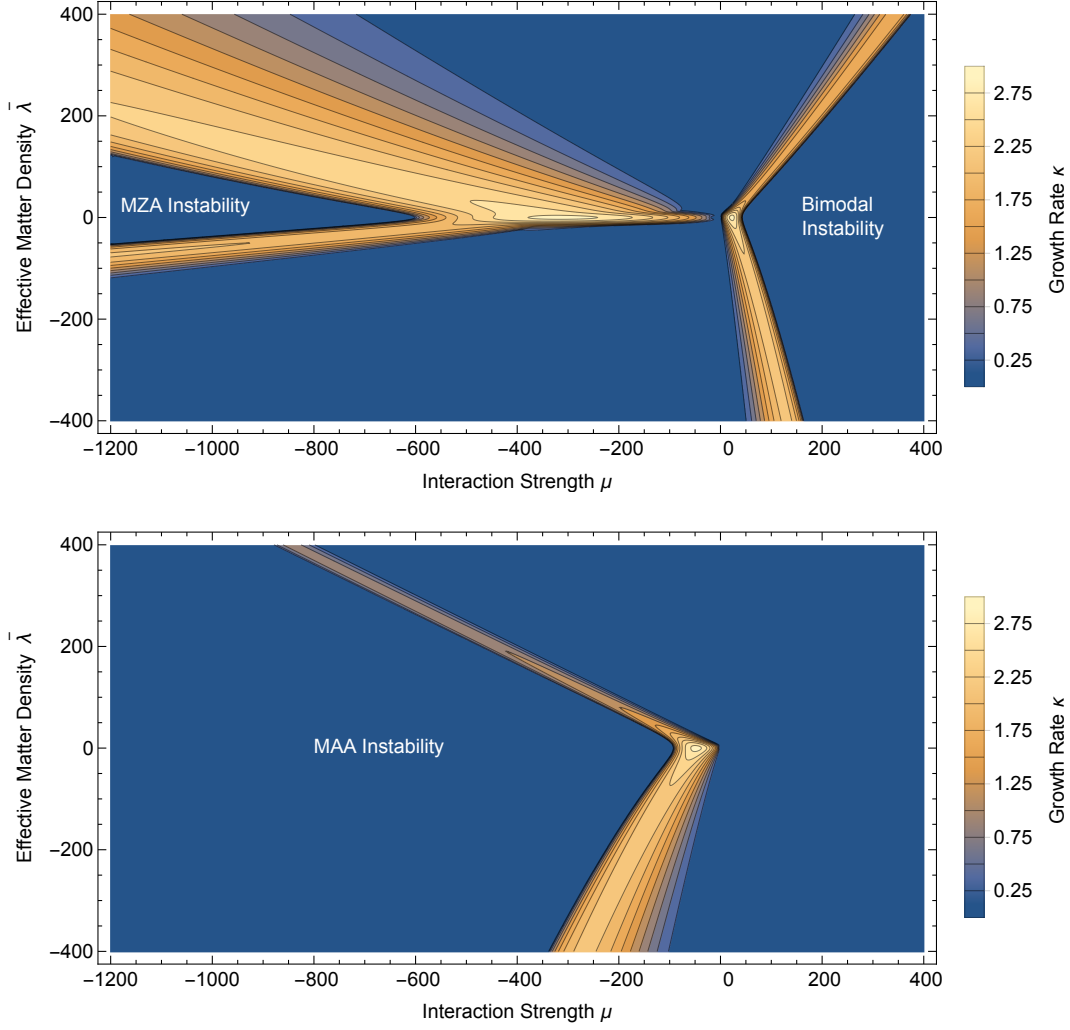 400
200
0
−200
−400
Effective Matter Density λ̄
MZA Instability
Bimodal
Instability
−1200 −1000 −800 −600 −400 −200 0 200 400
Interaction Strength μ
2.75
2.25
1.75
1.25
0.75
0.25
Growth Rate κ
400
200
0
−200
−400
Effective Matter Density λ̄
MAA Instability
−1200 −1000 −800 −600 −400 −200 0 200 400
Interaction Strength μ
2.75
2.25
1.75
1.25
0.75
0.25
Growth Rate κ